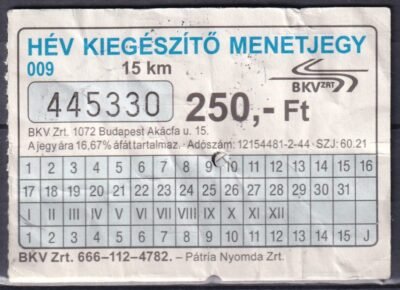 HÉV KIEGÉSZÍTŐ MENETJEGY
009 15 km
BKV ZRT
445330 250,- Ft
BKV Zrt. 1072 Budapest Akácfa u. 15.
A jegy ára 16,67% áfát tartalmaz. Adószám: 12154481-2-44 SZJ: 60.21
1 2 3 4 5 6 7 8 9 10 11 12 13 14 15 16
17 18 19 20 21 22 23 24 25 26 27 28 29 30 31
I II III IV V VI VII VIII IX X XI XII
1 2 3 4 5 6 7 8 9 10 11 12 13 14 15 J
BKV Zrt. 666-112-4782. – Pátria Nyomda Zrt.